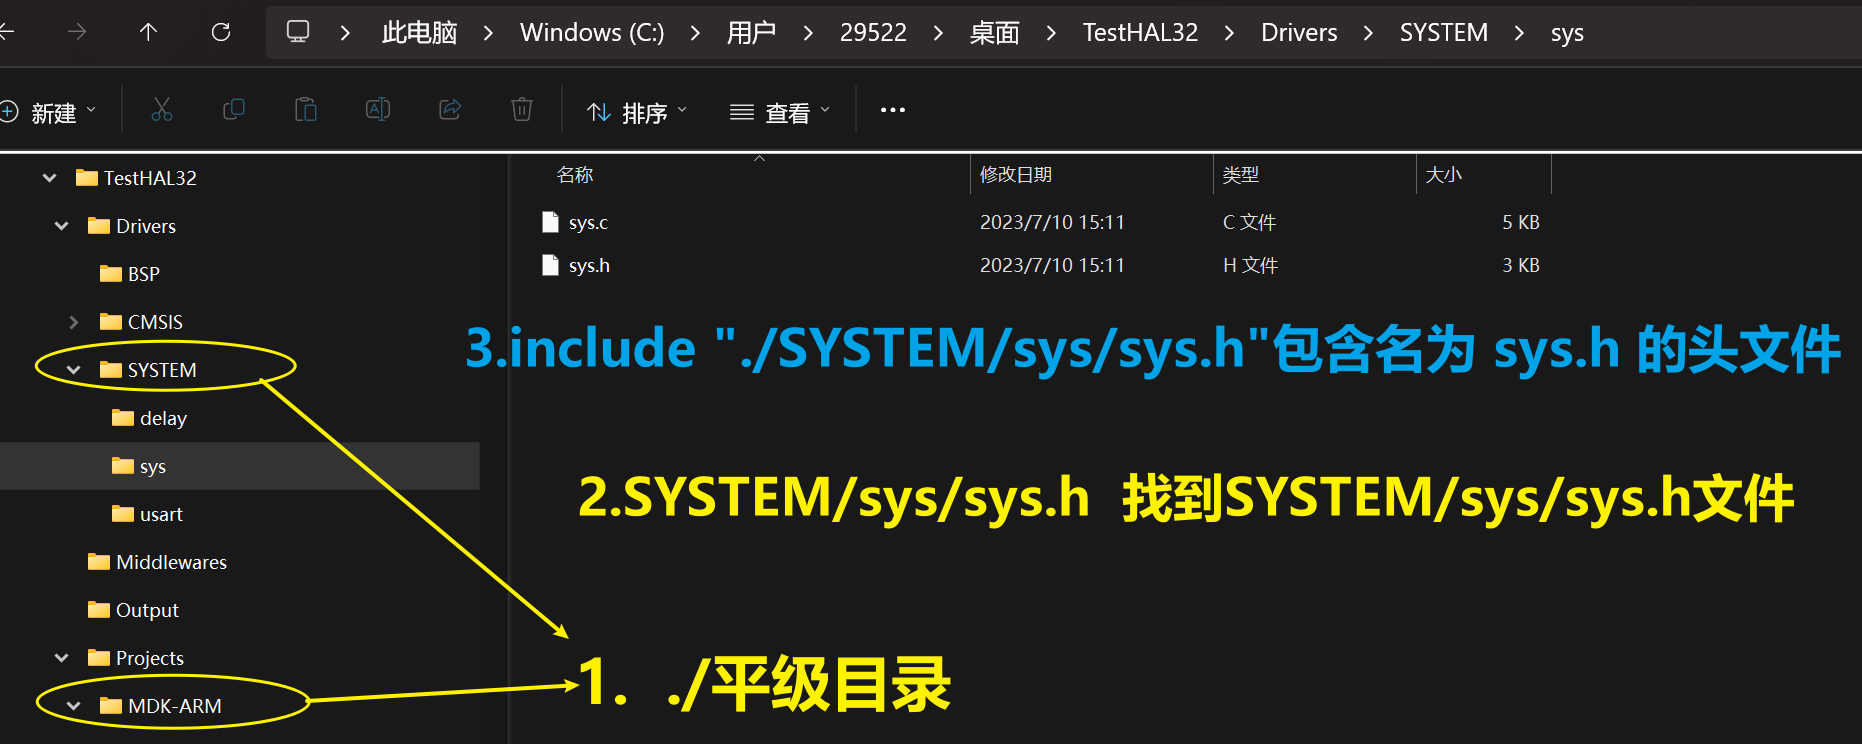 此电脑 Windows (C:) 用户 29522 桌面 TestHAL32 Drivers SYSTEM sys
新建 排序 查看 ...
名称 修改日期 类型 大小
TestHAL32
Drivers
BSP
CMSIS
SYSTEM
delay
sys
usart
Middlewares
Output
Projects
MDK-ARM
sys.c 2023/7/10 15:11 C 文件 5 KB
sys.h 2023/7/10 15:11 H 文件 3 KB
3.include "./SYSTEM/sys/sys.h"包含名为 sys.h 的头文件
2.SYSTEM/sys/sys.h 找到SYSTEM/sys/sys.h文件
1. ./平级目录